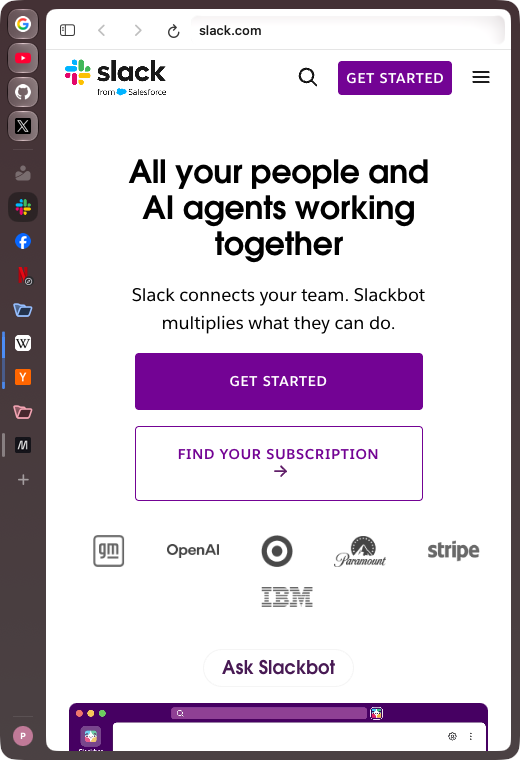 slack.com
slack
from Salesforce
GET STARTED
All your people and
AI agents working
together
Slack connects your team. Slackbot
multiplies what they can do.
GET STARTED
FIND YOUR SUBSCRIPTION
→
gm
OpenAI
Paramount
stripe
IBM
Ask Slackbot
W
Y
M
P